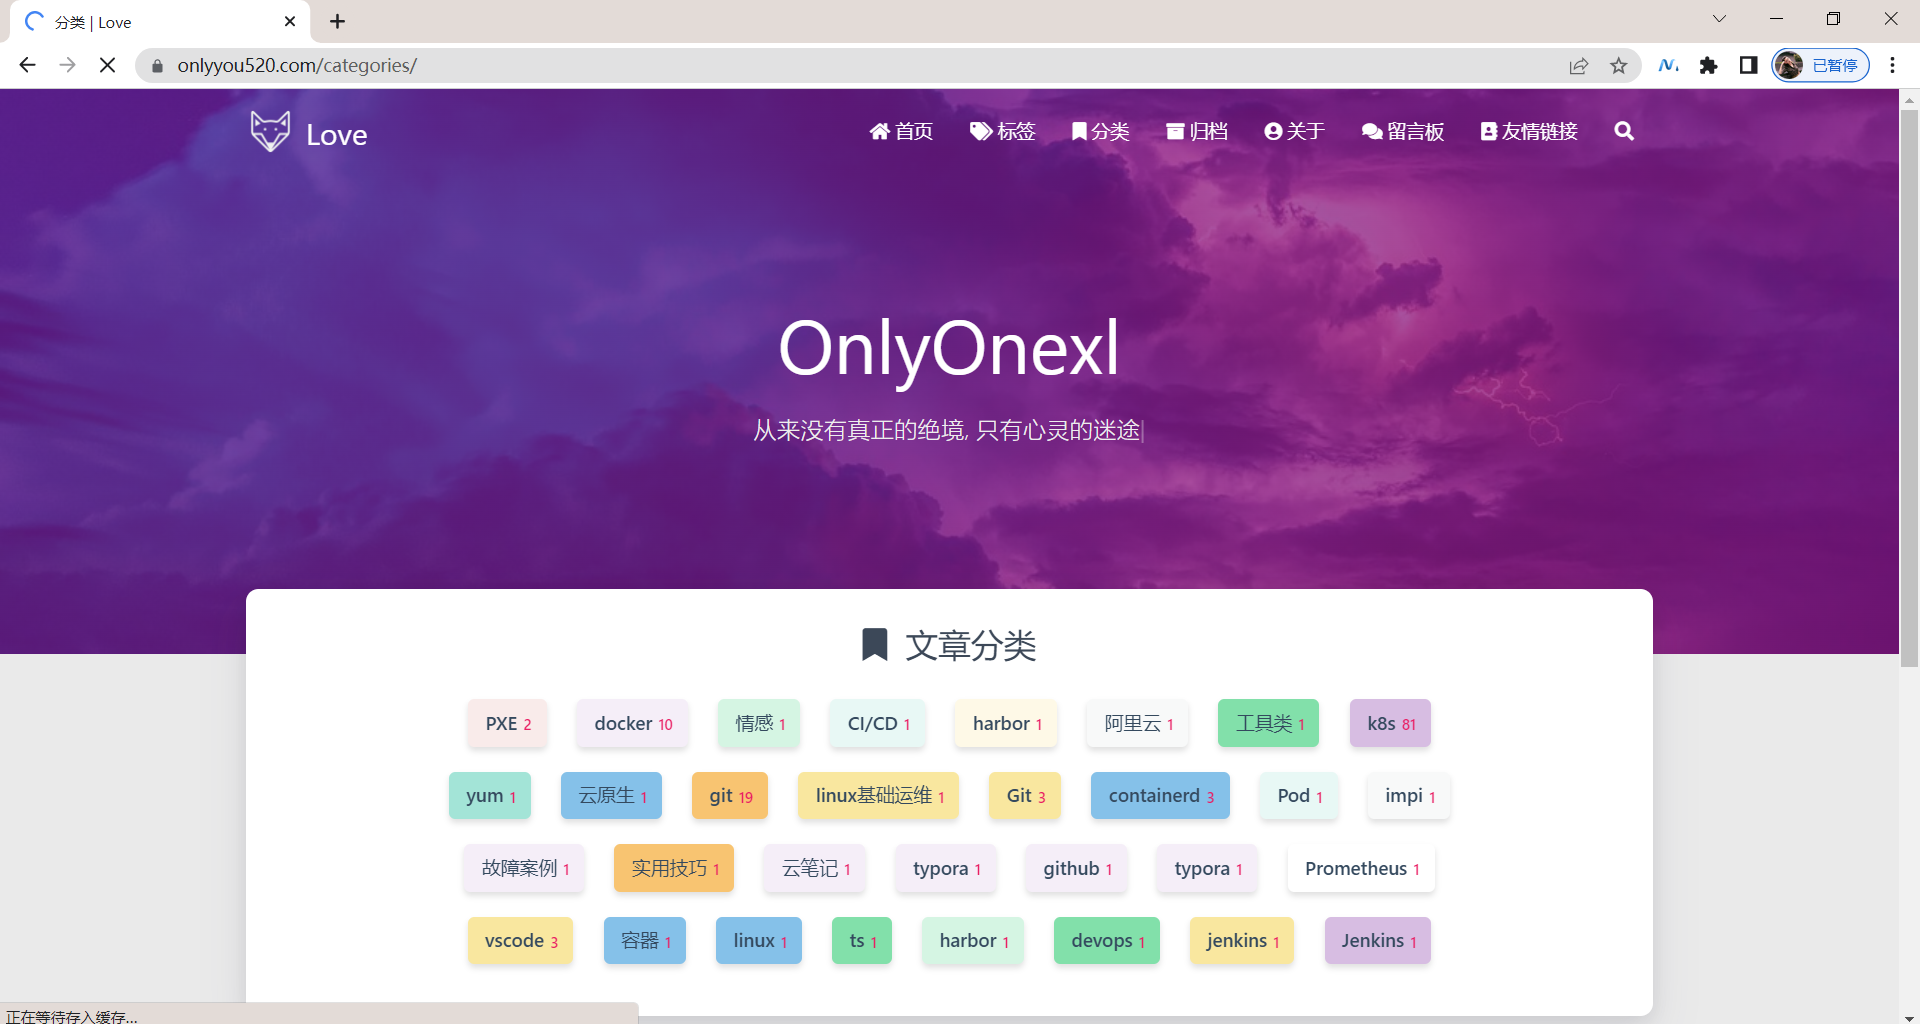 分类 | Love
onlyyou520.com/categories/
已暂停
Love
首页 标签 分类 归档 关于 留言板 友情链接
OnlyOnexl
从来没有真正的绝境, 只有心灵的迷途|
文章分类
PXE 2 docker 10 情感 1 CI/CD 1 harbor 1 阿里云 1 工具类 1 k8s 81
yum 1 云原生 1 git 19 linux基础运维 1 Git 3 containerd 3 Pod 1 impi 1
故障案例 1 实用技巧 1 云笔记 1 typora 1 github 1 typora 1 Prometheus 1
vscode 3 容器 1 linux 1 ts 1 harbor 1 devops 1 jenkins 1 Jenkins 1
正在等待存入缓存...